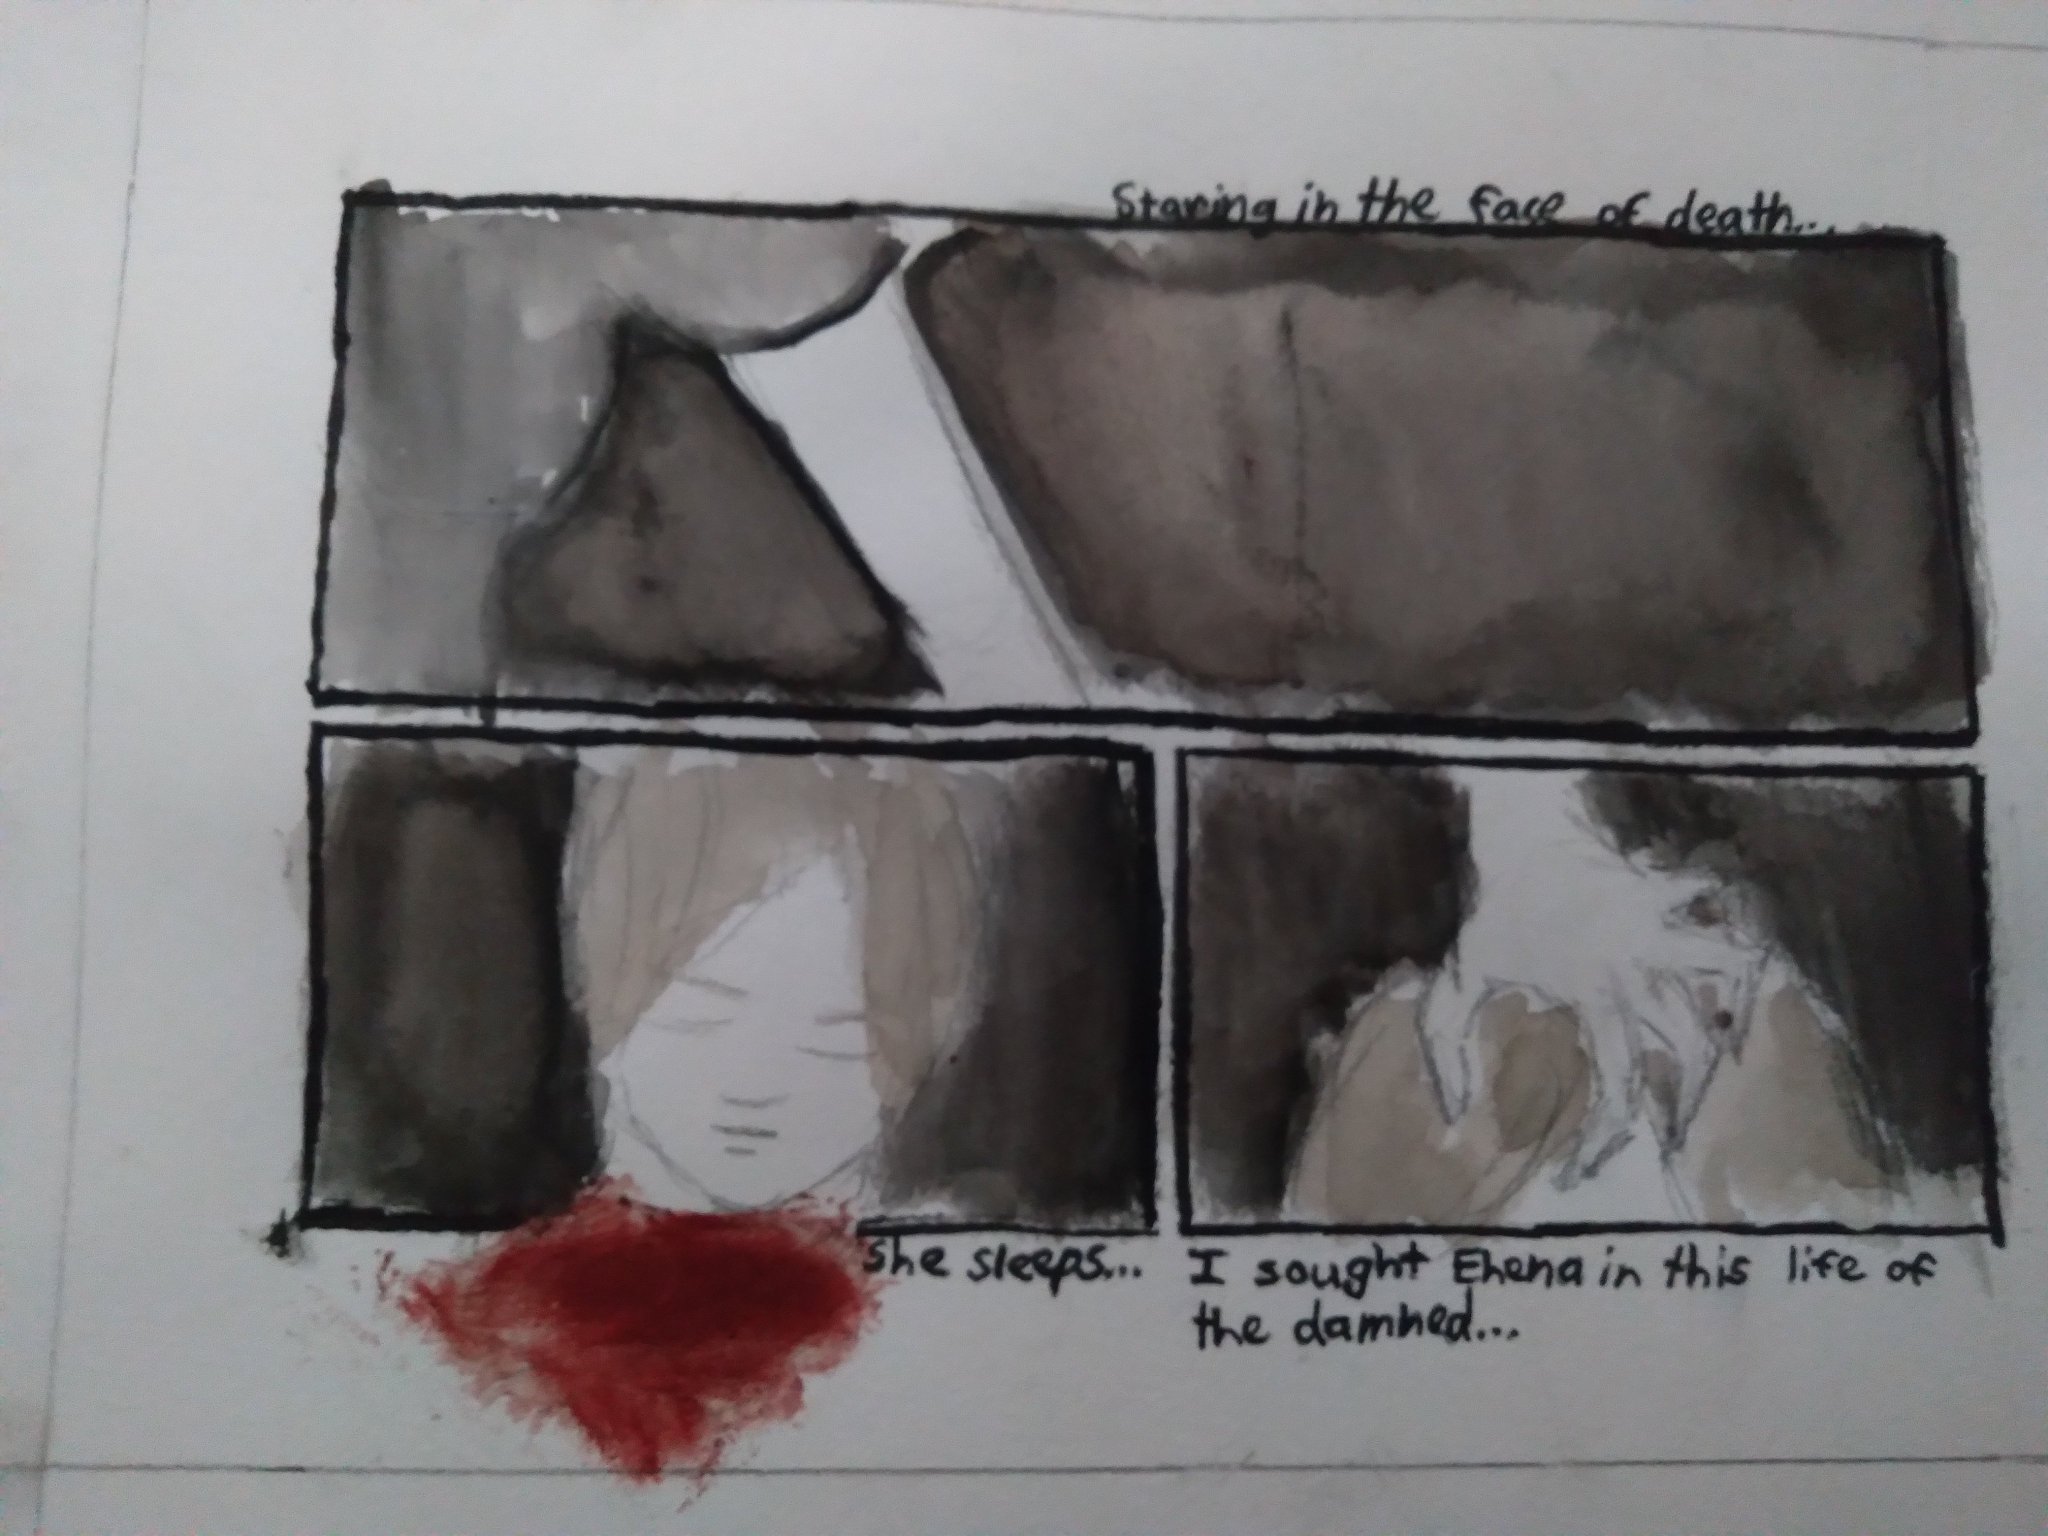 Staring in the face of death...
she sleeps...
I sought Ehena in this life of
the damned...